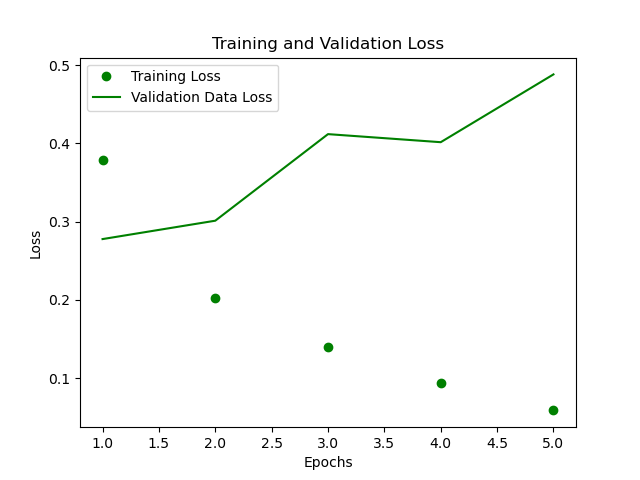 Training and Validation Loss
Training Loss
Validation Data Loss
0.5
0.4
0.3
0.2
0.1
Loss
1.0 1.5 2.0 2.5 3.0 3.5 4.0 4.5 5.0
Epochs